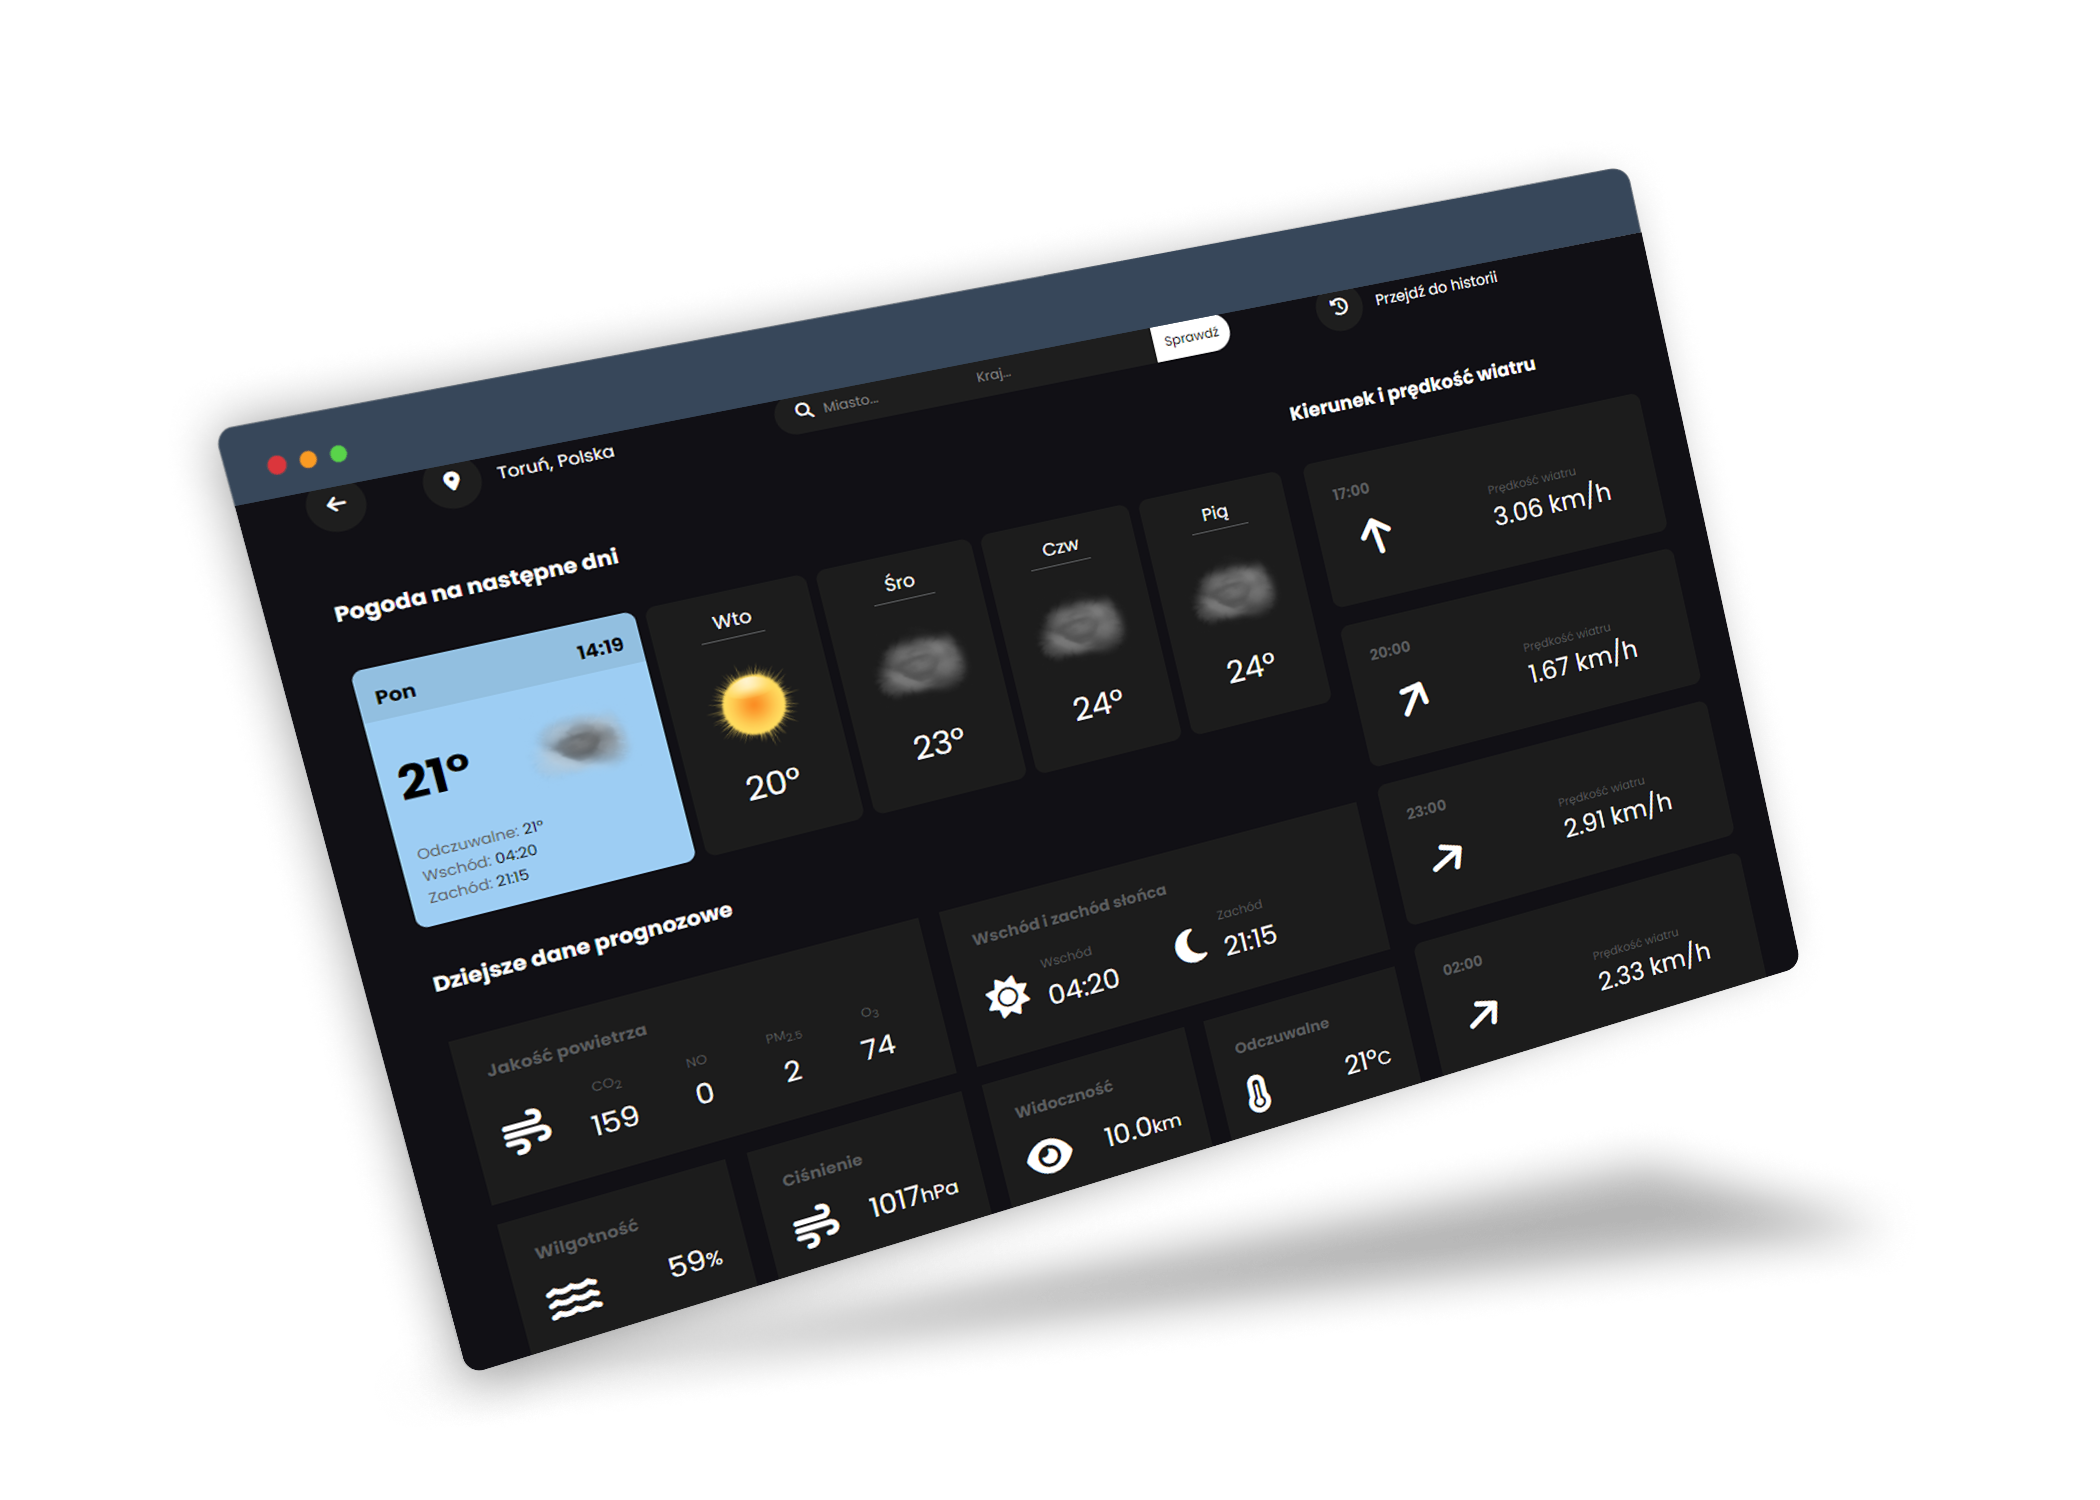 Toruń, Polska
Miasto...
Kraj...
Sprawdź
Przejdź do historii
Pogoda na następne dni
Pon
14:19
21°
Odczuwalne: 21°
Wschód: 04:20
Zachód: 21:15
Wto
20°
Śro
23°
Czw
24°
Pią
24°
Kierunek i prędkość wiatru
17:00
Prędkość wiatru
3.06 km/h
20:00
Prędkość wiatru
1.67 km/h
23:00
Prędkość wiatru
2.91 km/h
02:00
Prędkość wiatru
2.33 km/h
Dziejsze dane prognozowe
Jakość powietrza
CO2
159
NO
0
PM2.5
2
O3
74
Wschód i zachód słońca
Wschód
04:20
Zachód
21:15
Wilgotność
59%
Ciśnienie
1017hPa
Widoczność
10.0km
Odczuwalne
21°C